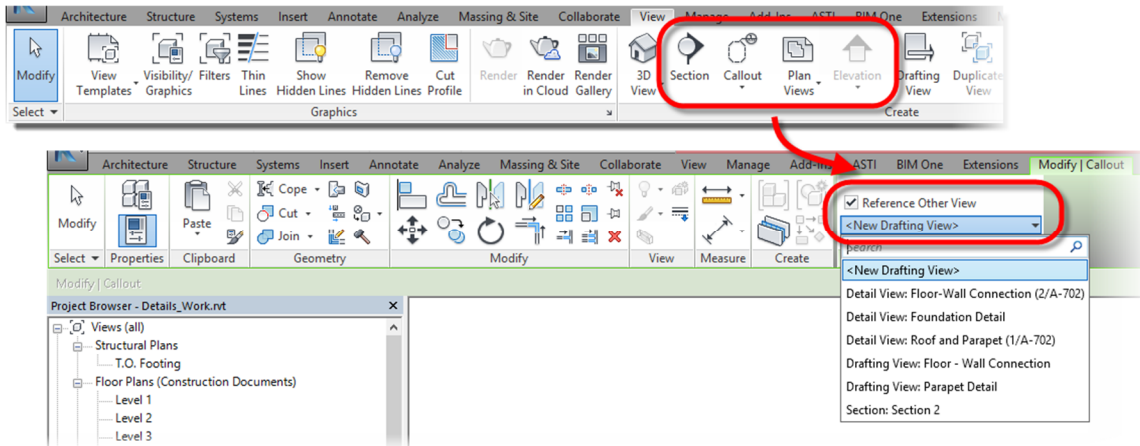 Architecture Structure Systems Insert Annotate Analyze Massing & Site Collaborate View Manage Add-Ins ASTI BIM One Extensions
Modify View Templates Visibility/ Graphics Filters Thin Lines Show Hidden Lines Remove Hidden Lines Cut Profile Render Render in Cloud Render Gallery 3D View Section Callout Plan Views Elevation Drafting View Duplicate View
Select Graphics Create
Architecture Structure Systems Insert Annotate Analyze Massing & Site Collaborate View Manage Add-Ins ASTI BIM One Extensions Modify | Callout
Cope
Reference Other View
Modify Paste Cut
<New Drafting View>
Join
Search
Select Properties Clipboard Geometry Modify View Measure Create
<New Drafting View>
Modify | Callout
Detail View: Floor-Wall Connection (2/A-702)
Project Browser - Details_Work.rvt
Detail View: Foundation Detail
Views (all)
Detail View: Roof and Parapet (1/A-702)
Structural Plans
T.O. Footing
Drafting View: Floor - Wall Connection
Floor Plans (Construction Documents)
Drafting View: Parapet Detail
Level 1
Section: Section 2
Level 2
Level 3